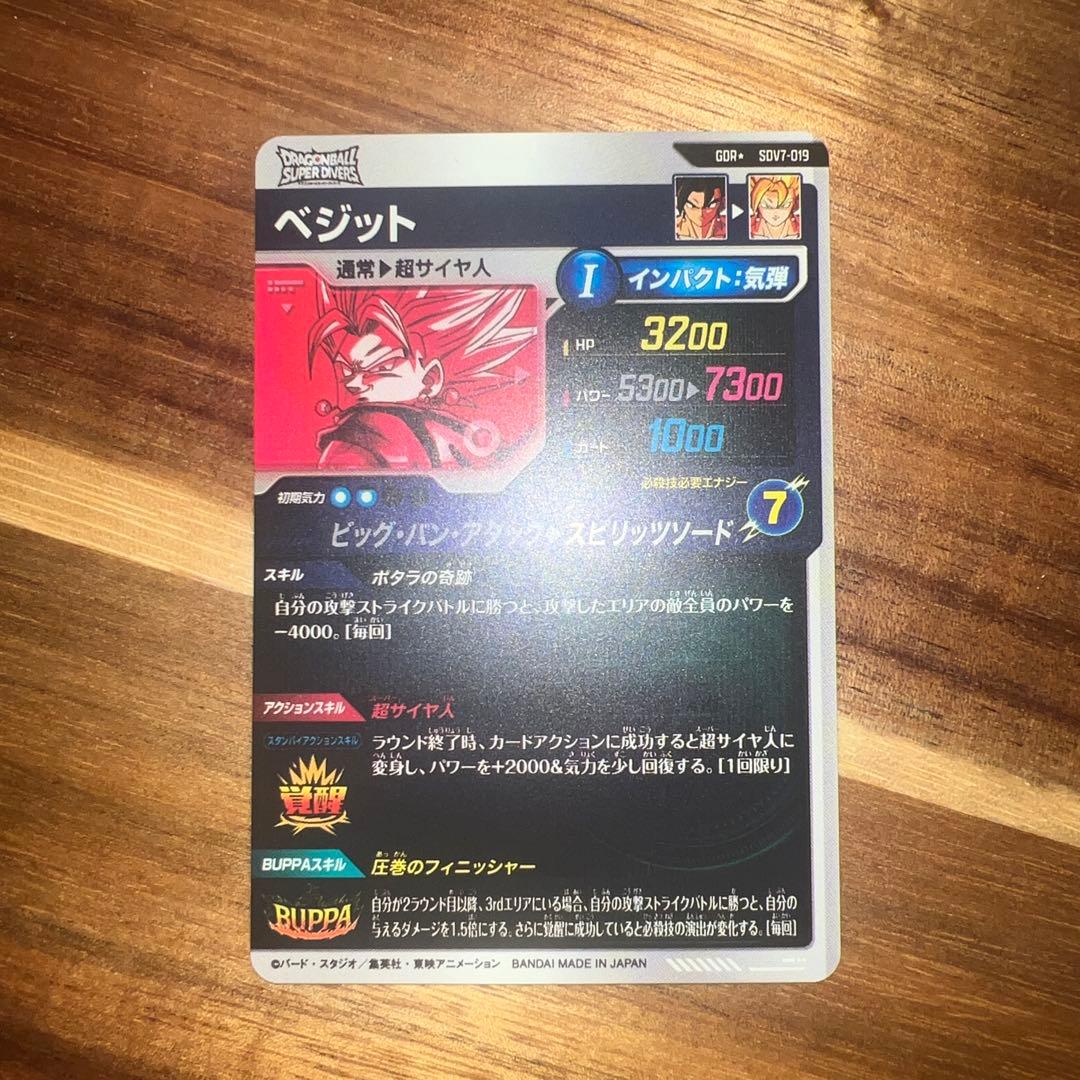 DRAGONBALL
SUPER DIVERS
GDR★ SDV7-019
ベジット
通常▶超サイヤ人
I インパクト:気弾
HP 3200
パワー 5300▶7300
ガード 1000
初期気力
必殺技必要エナジー
7
ビッグ・バン・アタック+スピリッツソード
スキル ポタラの奇跡
自分の攻撃ストライクバトルに勝つと、攻撃したエリアの敵全員のパワーを
-4000。[毎回]
アクションスキル 超サイヤ人
スタンバイアクションスキル
ラウンド終了時、カードアクションに成功すると超サイヤ人に
変身し、パワーを+2000&気力を少し回復する。[1回限り]
覚醒
BUPPAスキル 圧巻のフィニッシャー
BUPPA
自分が2ラウンド目以降、3rdエリアにいる場合、自分の攻撃ストライクバトルに勝つと、自分の
与えるダメージを1.5倍にする。さらに覚醒に成功していると必殺技の演出が変化する。[毎回]
©バード・スタジオ/集英社・東映アニメーション BANDAI MADE IN JAPAN